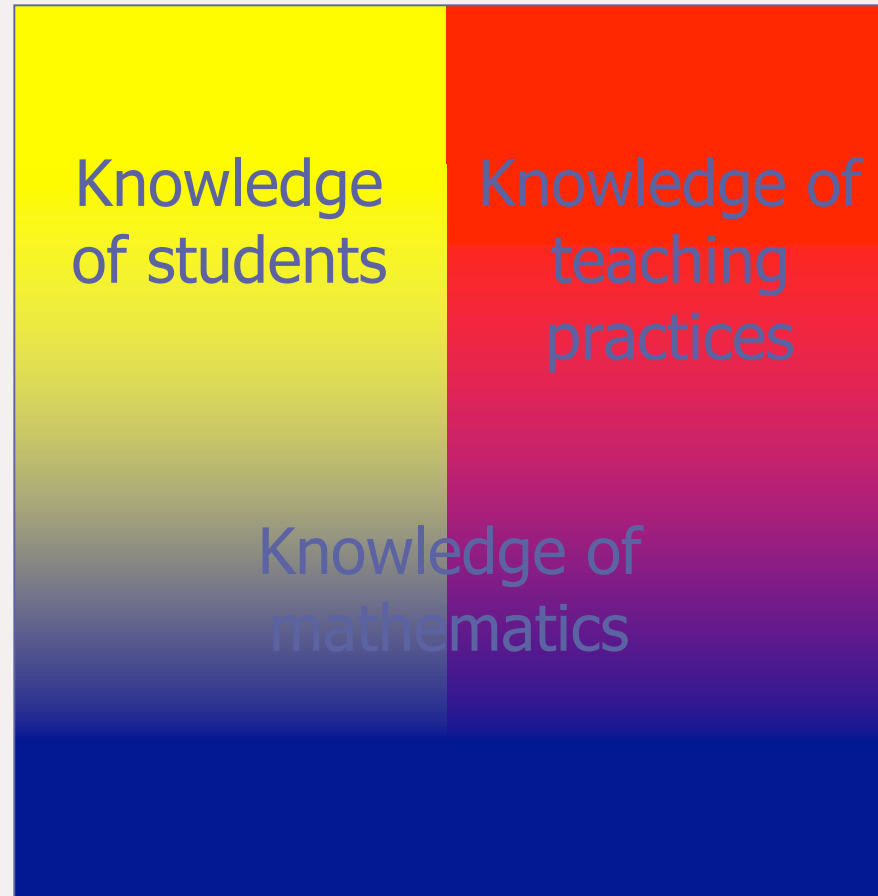 Knowledge
of students
Knowledge of
teaching
practices
Knowledge of
mathematics